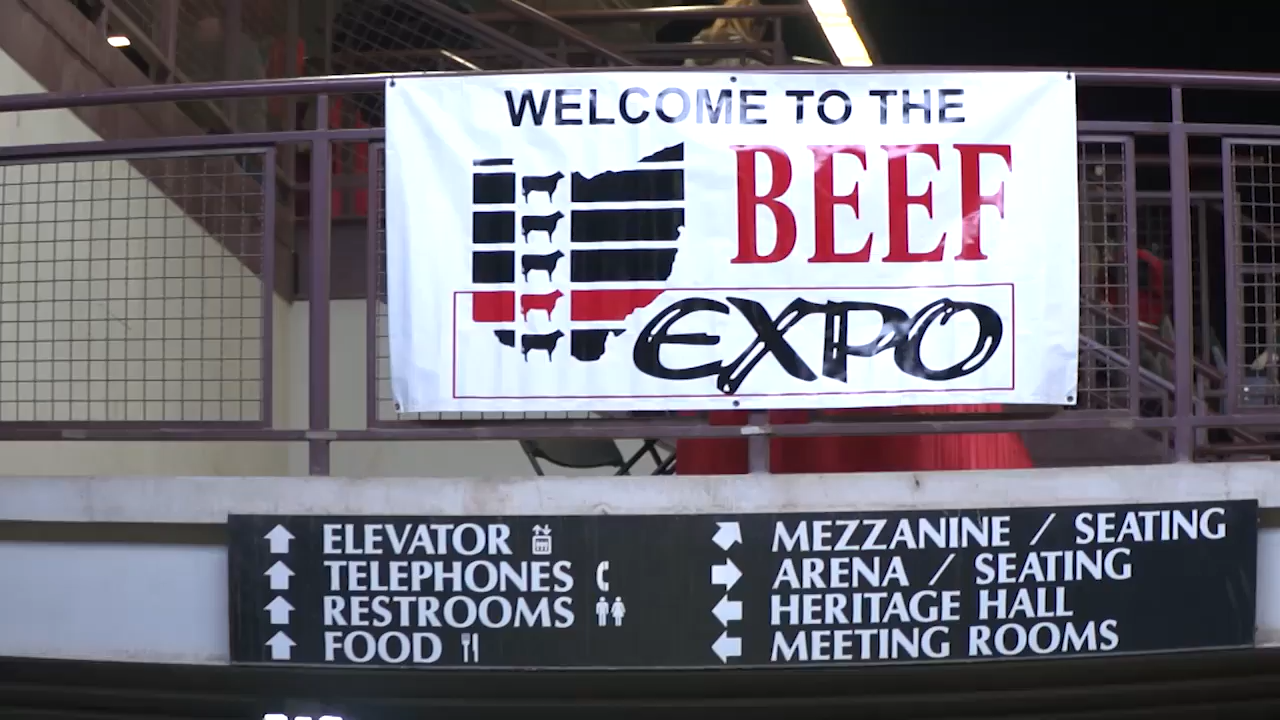 WELCOME TO THE
BEEF
EXPO
ELEVATOR
TELEPHONES
RESTROOMS
FOOD
MEZZANINE / SEATING
ARENA / SEATING
HERITAGE HALL
MEETING ROOMS